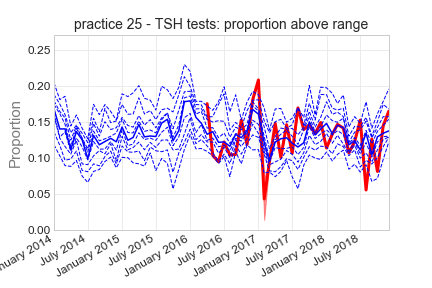 practice 25 - TSH tests: proportion above range
0.25
0.20
0.15
0.10
0.05
0.00
Proportion
nuary 2014
July 2014
January 2015
July 2015
January 2016
July 2016
January 2017
July 2017
January 2018
July 2018